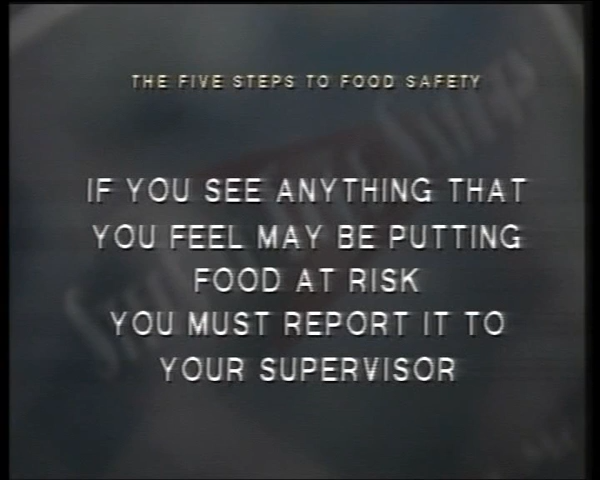 THE FIVE STEPS TO FOOD SAFETY
IF YOU SEE ANYTHING THAT
YOU FEEL MAY BE PUTTING
FOOD AT RISK
YOU MUST REPORT IT TO
YOUR SUPERVISOR